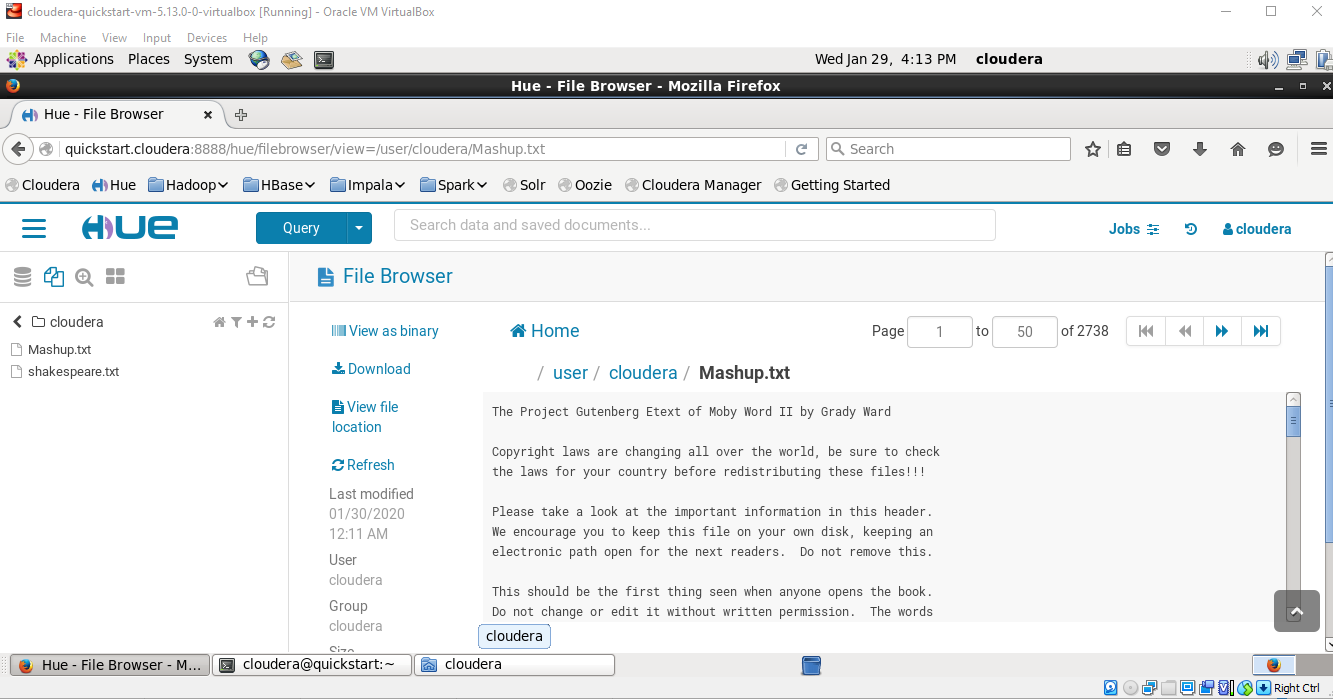 cloudera-quickstart-vm-5.13.0-0-virtualbox [Running] - Oracle VM VirtualBox
File Machine View Input Devices Help
Applications Places System Wed Jan 29, 4:13 PM cloudera
Hue - File Browser - Mozilla Firefox
Hue - File Browser
quickstart.cloudera:8888/hue/filebrowser/view=/user/cloudera/Mashup.txt Search
Cloudera Hue Hadoop HBase Impala Spark Solr Oozie Cloudera Manager Getting Started
HUE Query Search data and saved documents... Jobs cloudera
File Browser
cloudera
Mashup.txt
shakespeare.txt
View as binary
Download
View file
location
Refresh
Last modified
01/30/2020
12:11 AM
User
cloudera
Group
cloudera
Size
Home Page 1 to 50 of 2738
/ user / cloudera / Mashup.txt
The Project Gutenberg Etext of Moby Word II by Grady Ward
Copyright laws are changing all over the world, be sure to check
the laws for your country before redistributing these files!!!
Please take a look at the important information in this header.
We encourage you to keep this file on your own disk, keeping an
electronic path open for the next readers. Do not remove this.
This should be the first thing seen when anyone opens the book.
Do not change or edit it without written permission. The words
cloudera
Hue - File Browser - M... cloudera@quickstart:~ cloudera
Right Ctrl